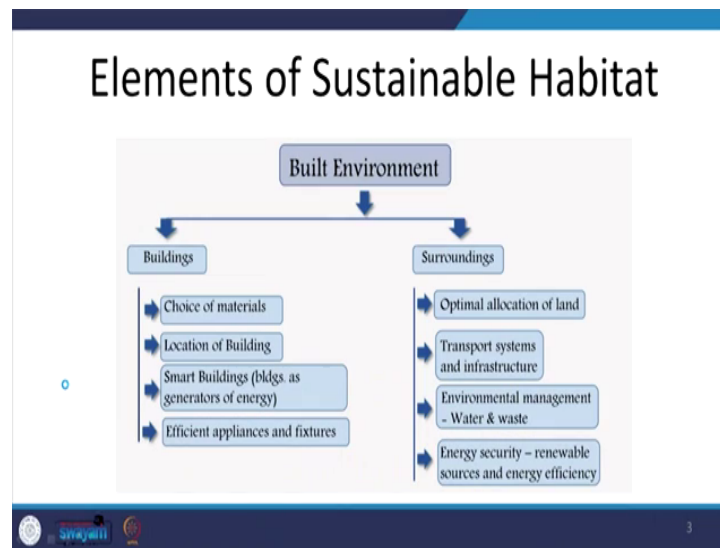 Elements of Sustainable Habitat
Built Environment
Buildings
Choice of materials
Location of Building
Smart Buildings (bldgs. as
generators of energy)
Efficient appliances and fixtures
Surroundings
Optimal allocation of land
Transport systems
and infrastructure
Environmental management
- Water & waste
Energy security – renewable
sources and energy efficiency
swayam
3